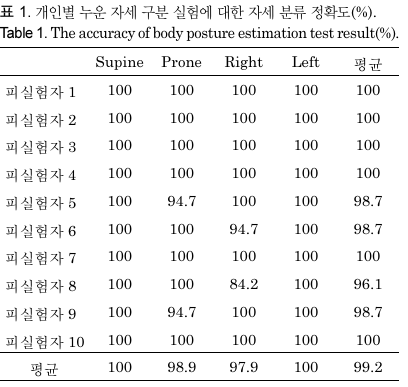 표 1. 개인별 누운 자세 구분 실험에 대한 자세 분류 정확도(%).
Table 1. The accuracy of body posture estimation test result(%).
Supine Prone Right Left 평균
피실험자 1 100 100 100 100 100
피실험자 2 100 100 100 100 100
피실험자 3 100 100 100 100 100
피실험자 4 100 100 100 100 100
피실험자 5 100 94.7 100 100 98.7
피실험자 6 100 100 94.7 100 98.7
피실험자 7 100 100 100 100 100
피실험자 8 100 100 84.2 100 96.1
피실험자 9 100 94.7 100 100 98.7
피실험자 10 100 100 100 100 100
평균 100 98.9 97.9 100 99.2